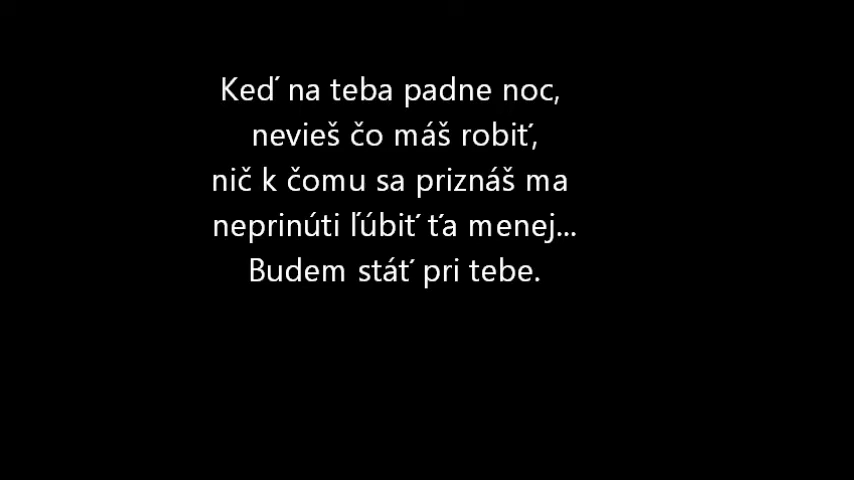 Keď na teba padne noc,
nevieš čo máš robiť,
nič k čomu sa priznáš ma
neprinúti ľúbiť ťa menej...
Budem stáť pri tebe.